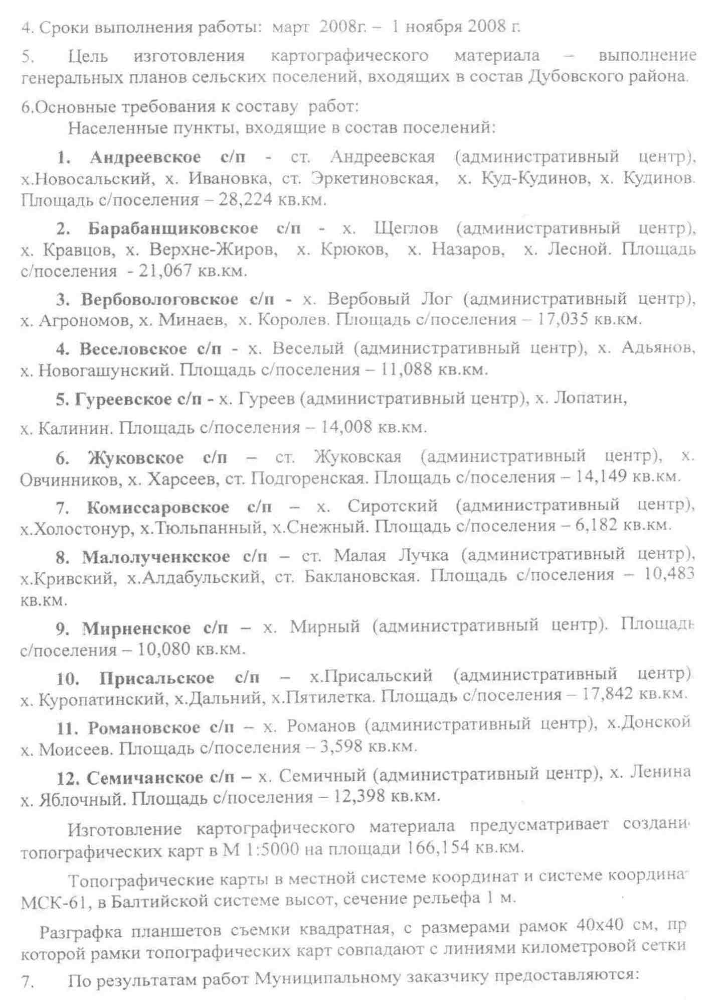 4. Сроки выполнения работы: март 2008г. – 1 ноября 2008 г.
5. Цель изготовления картографического материала – выполнение
генеральных планов сельских поселений, входящих в состав Дубовского района.
6.Основные требования к составу работ:
Населенные пункты, входящие в состав поселений:
1. Андреевское с/п - ст. Андреевская (административный центр),
х.Новосальский, х. Ивановка, ст. Эркетиновская, х. Куд-Кудинов, х. Кудинов.
Площадь с/поселения – 28,224 кв.км.
2. Барабанщиковское с/п - х. Щеглов (административный центр),
х. Кравцов, х. Верхне-Жиров, х. Крюков, х. Назаров, х. Лесной. Площадь
с/поселения - 21,067 кв.км.
3. Вербовологовское с/п - х. Вербовый Лог (административный центр),
х. Агрономов, х. Минаев, х. Королев. Площадь с/поселения – 17,035 кв.км.
4. Веселовское с/п - х. Веселый (административный центр), х. Адьянов,
х. Новогашунский. Площадь с/поселения – 11,088 кв.км.
5. Гуреевское с/п - х. Гуреев (административный центр), х. Лопатин,
х. Калинин. Площадь с/поселения – 14,008 кв.км.
6. Жуковское с/п – ст. Жуковская (административный центр), х.
Овчинников, х. Харсеев, ст. Подгоренская. Площадь с/поселения – 14,149 кв.км.
7. Комиссаровское с/п – х. Сиротский (административный центр),
х.Холостонур, х.Тюльпанный, х.Снежный. Площадь с/поселения – 6,182 кв.км.
8. Малолученкское с/п – ст. Малая Лучка (административный центр),
х.Кривский, х.Алдабульский, ст. Баклановская. Площадь с/поселения – 10,483
кв.км.
9. Мирненское с/п – х. Мирный (административный центр). Площадь
с/поселения – 10,080 кв.км.
10. Присальское с/п – х.Присальский (административный центр)
х. Куропатинский, х.Дальний, х.Пятилетка. Площадь с/поселения – 17,842 кв.км.
11. Романовское с/п – х. Романов (административный центр), х.Донской
х. Моисеев. Площадь с/поселения – 3,598 кв.км.
12. Семичанское с/п – х. Семичный (административный центр), х. Ленина
х. Яблочный. Площадь с/поселения – 12,398 кв.км.
Изготовление картографического материала предусматривает создани
топографических карт в М 1:5000 на площади 166,154 кв.км.
Топографические карты в местной системе координат и системе координа
МСК-61, в Балтийской системе высот, сечение рельефа 1 м.
Разграфка планшетов съемки квадратная, с размерами рамок 40х40 см, пр
которой рамки топографических карт совпадают с линиями километровой сетки
7. По результатам работ Муниципальному заказчику предоставляются: